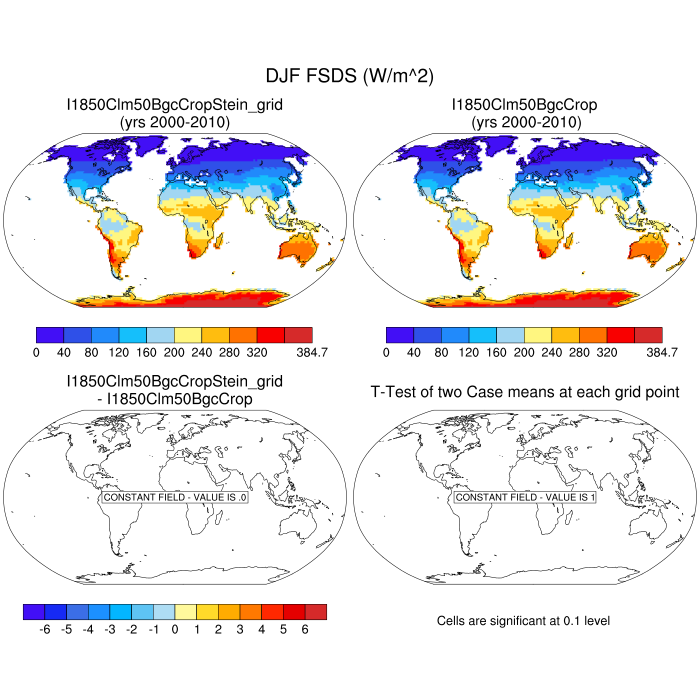 DJF FSDS (W/m^2)
I1850Clm50BgcCropStein_grid
(yrs 2000-2010)
I1850Clm50BgcCrop
(yrs 2000-2010)
0 40 80 120 160 200 240 280 320 384.7
0 40 80 120 160 200 240 280 320 384.7
I1850Clm50BgcCropStein_grid
- I1850Clm50BgcCrop
T-Test of two Case means at each grid point
CONSTANT FIELD - VALUE IS .0
CONSTANT FIELD - VALUE IS 1
-6 -5 -4 -3 -2 -1 0 1 2 3 4 5 6
Cells are significant at 0.1 level